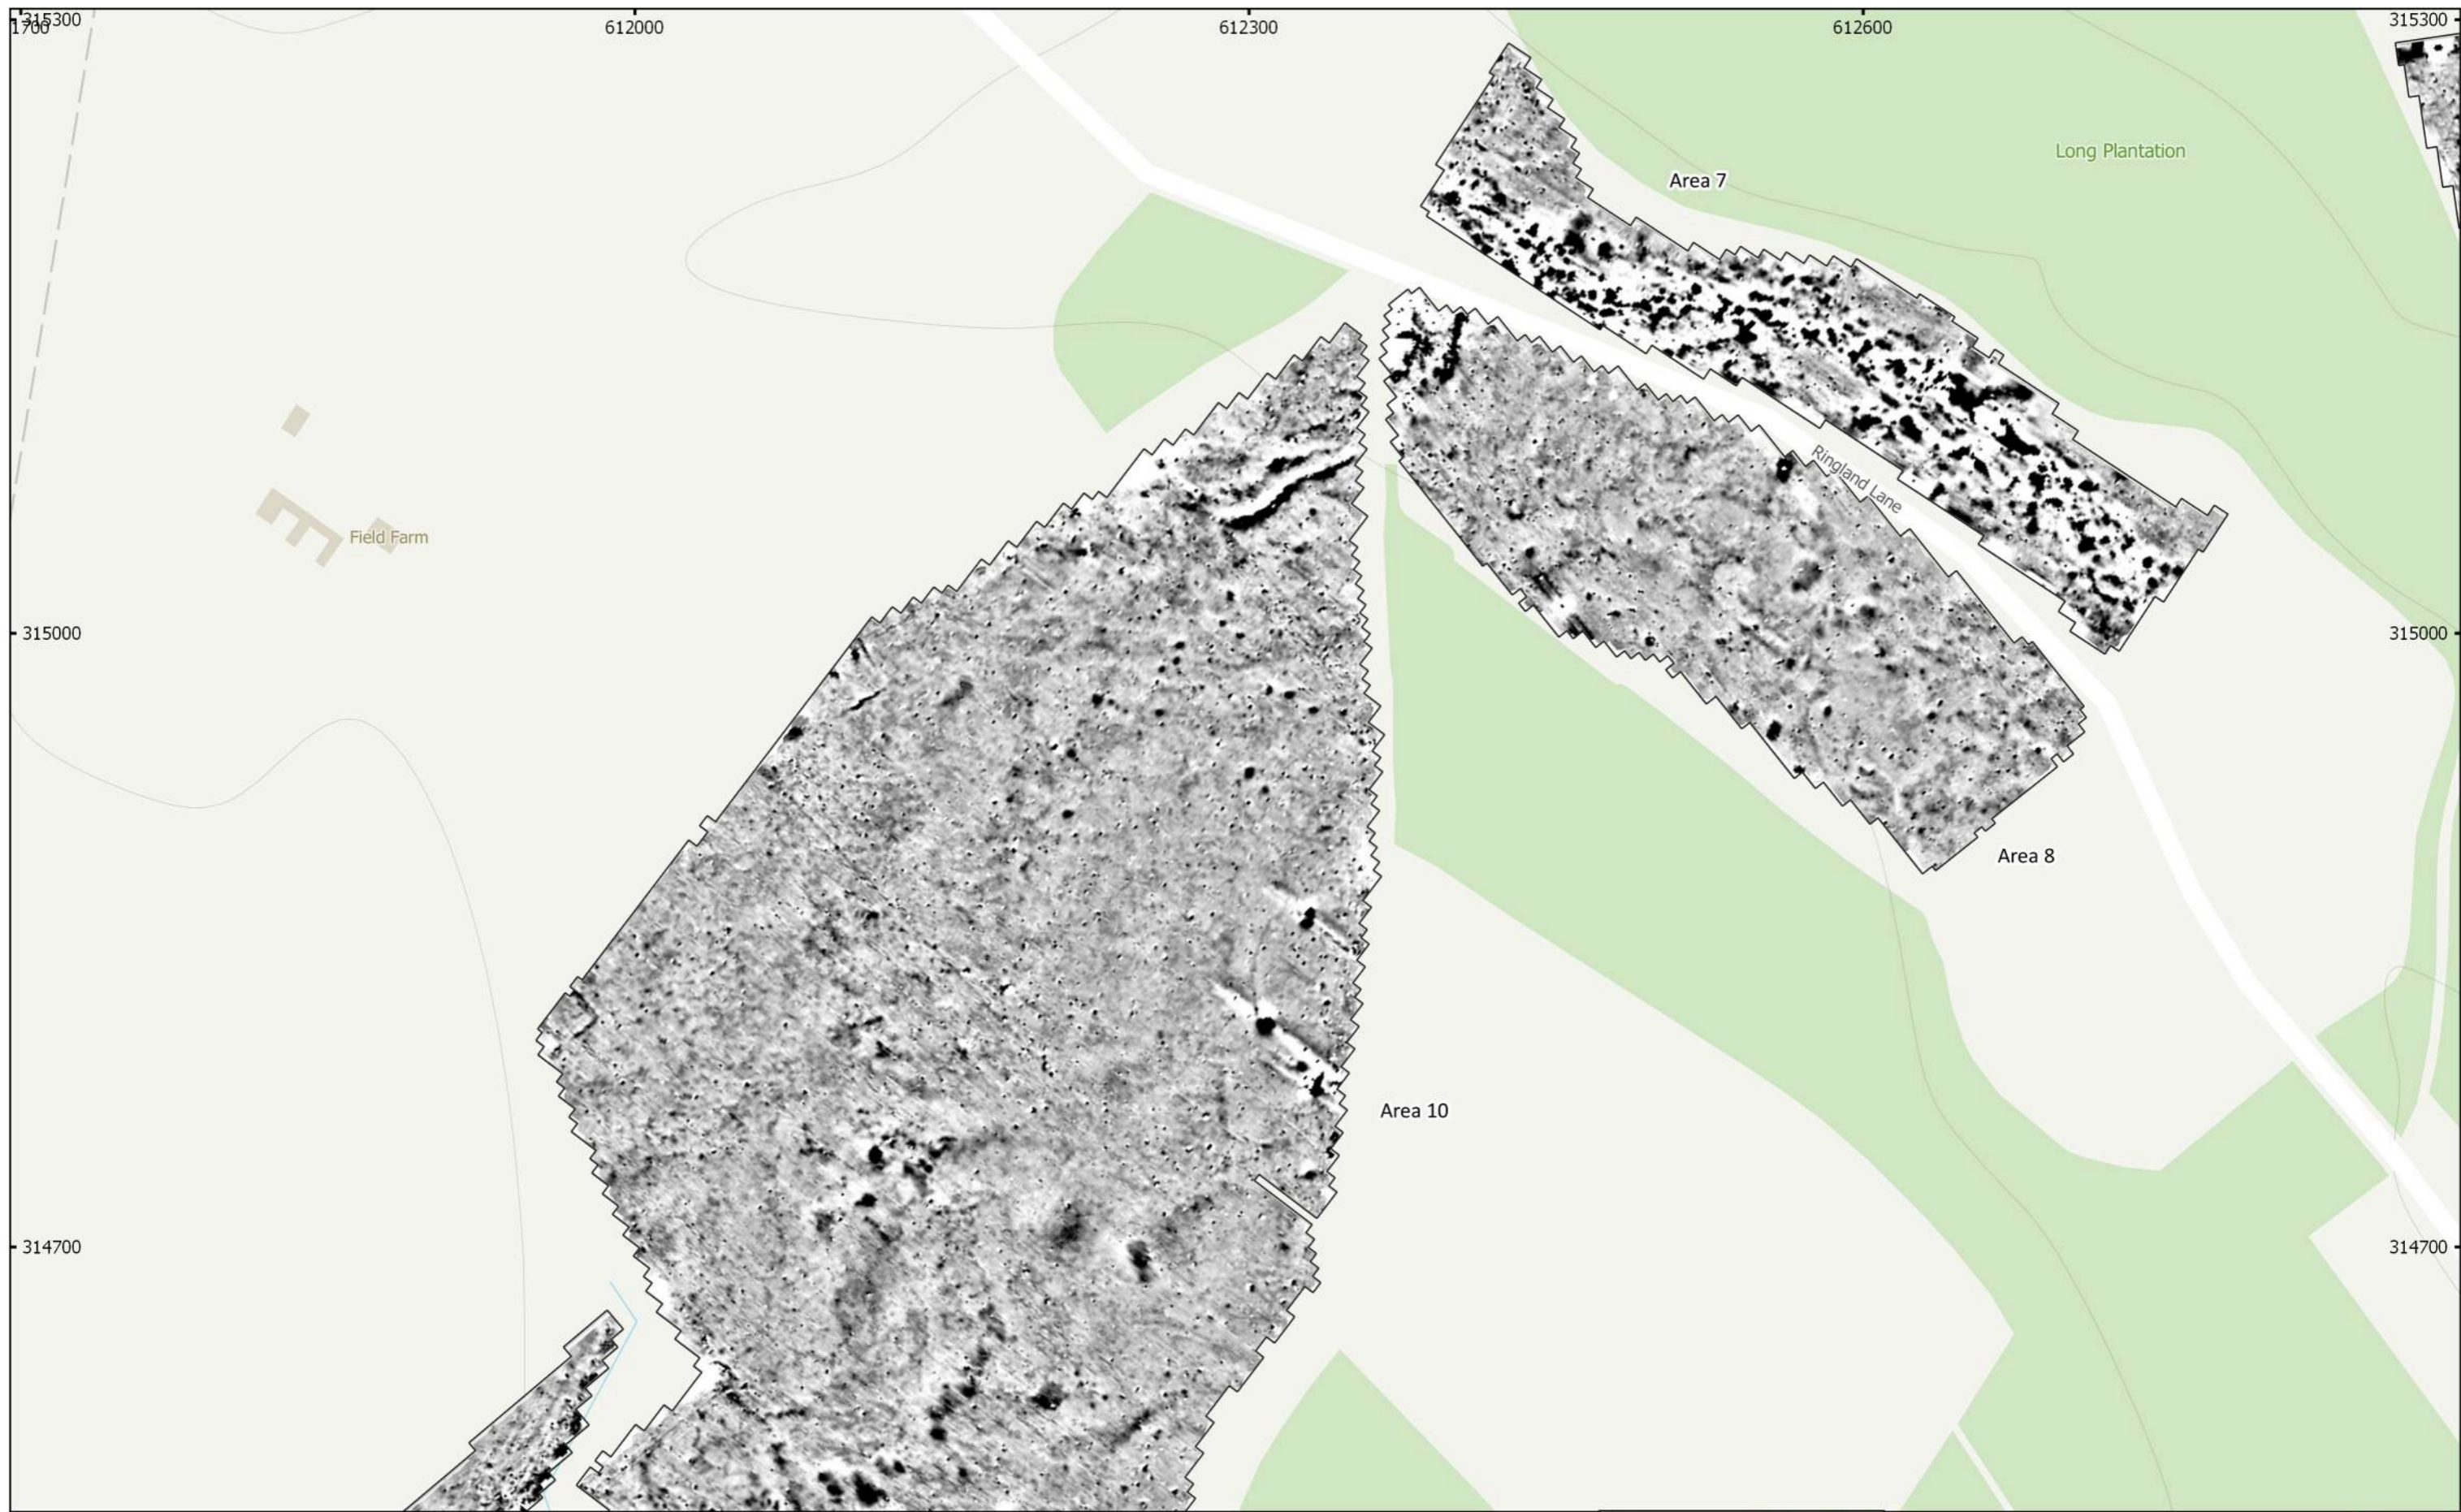 315300
1700
612000
612300
612600
315300
Long Plantation
Area 7
Ringland Lane
Field Farm
315000
315000
Area 8
Area 10
314700
314700